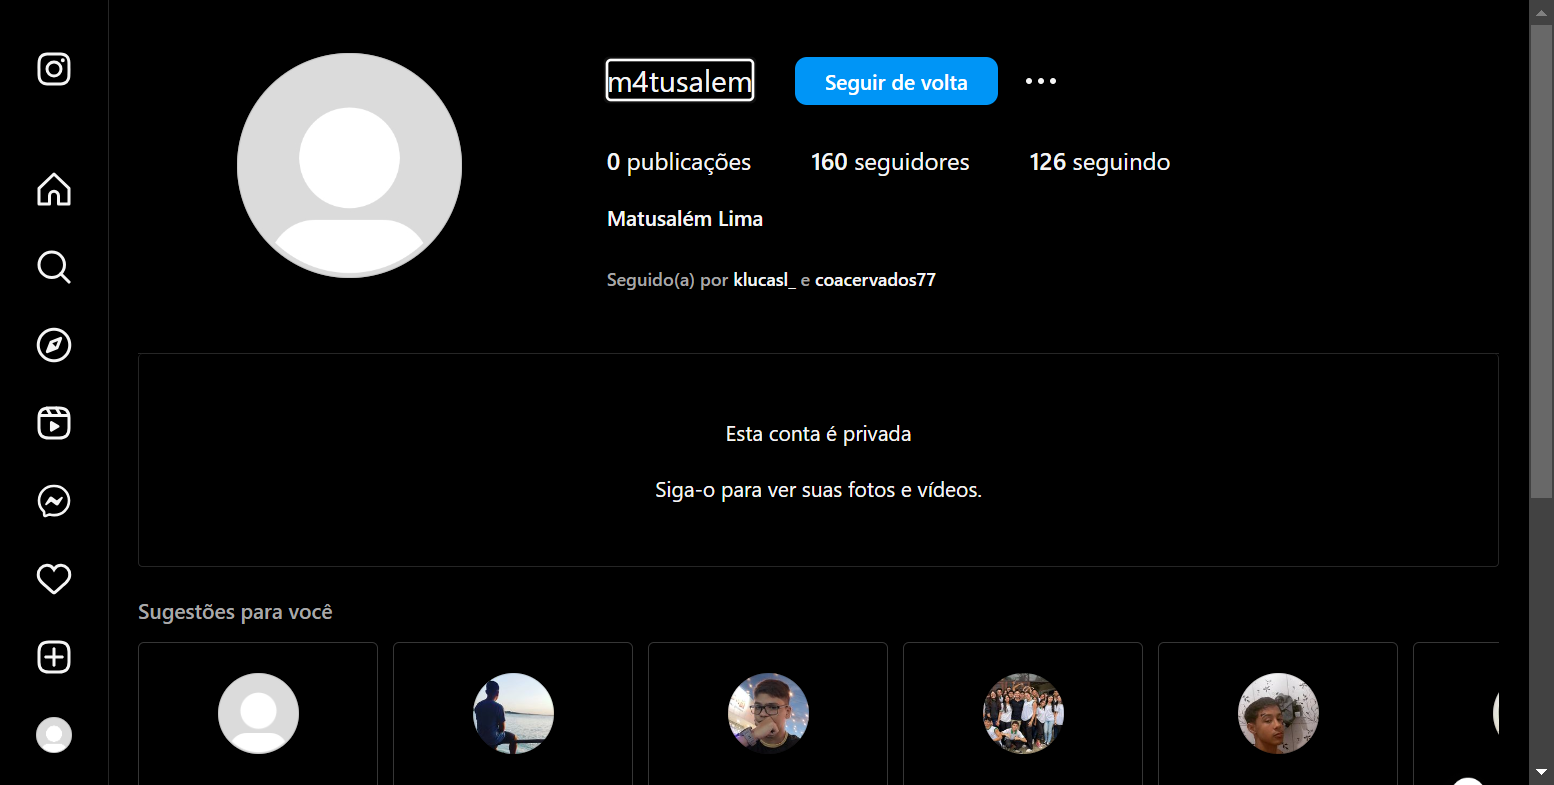 m4tusalem
Seguir de volta
0 publicações 160 seguidores 126 seguindo
Matusalém Lima
Seguido(a) por klucasl_ e coacervados77
Esta conta é privada
Siga-o para ver suas fotos e vídeos.
Sugestões para você